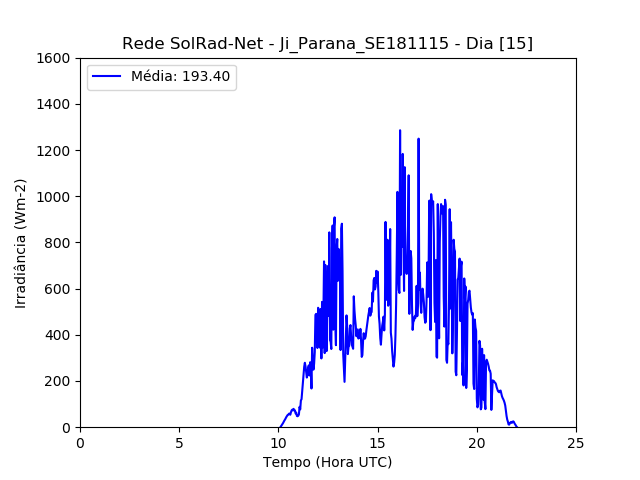 Rede SolRad-Net - Ji_Parana_SE181115 - Dia [15]
Média: 193.40
Irradiância (Wm-2)
1600
1400
1200
1000
800
600
400
200
0
0 5 10 15 20 25
Tempo (Hora UTC)